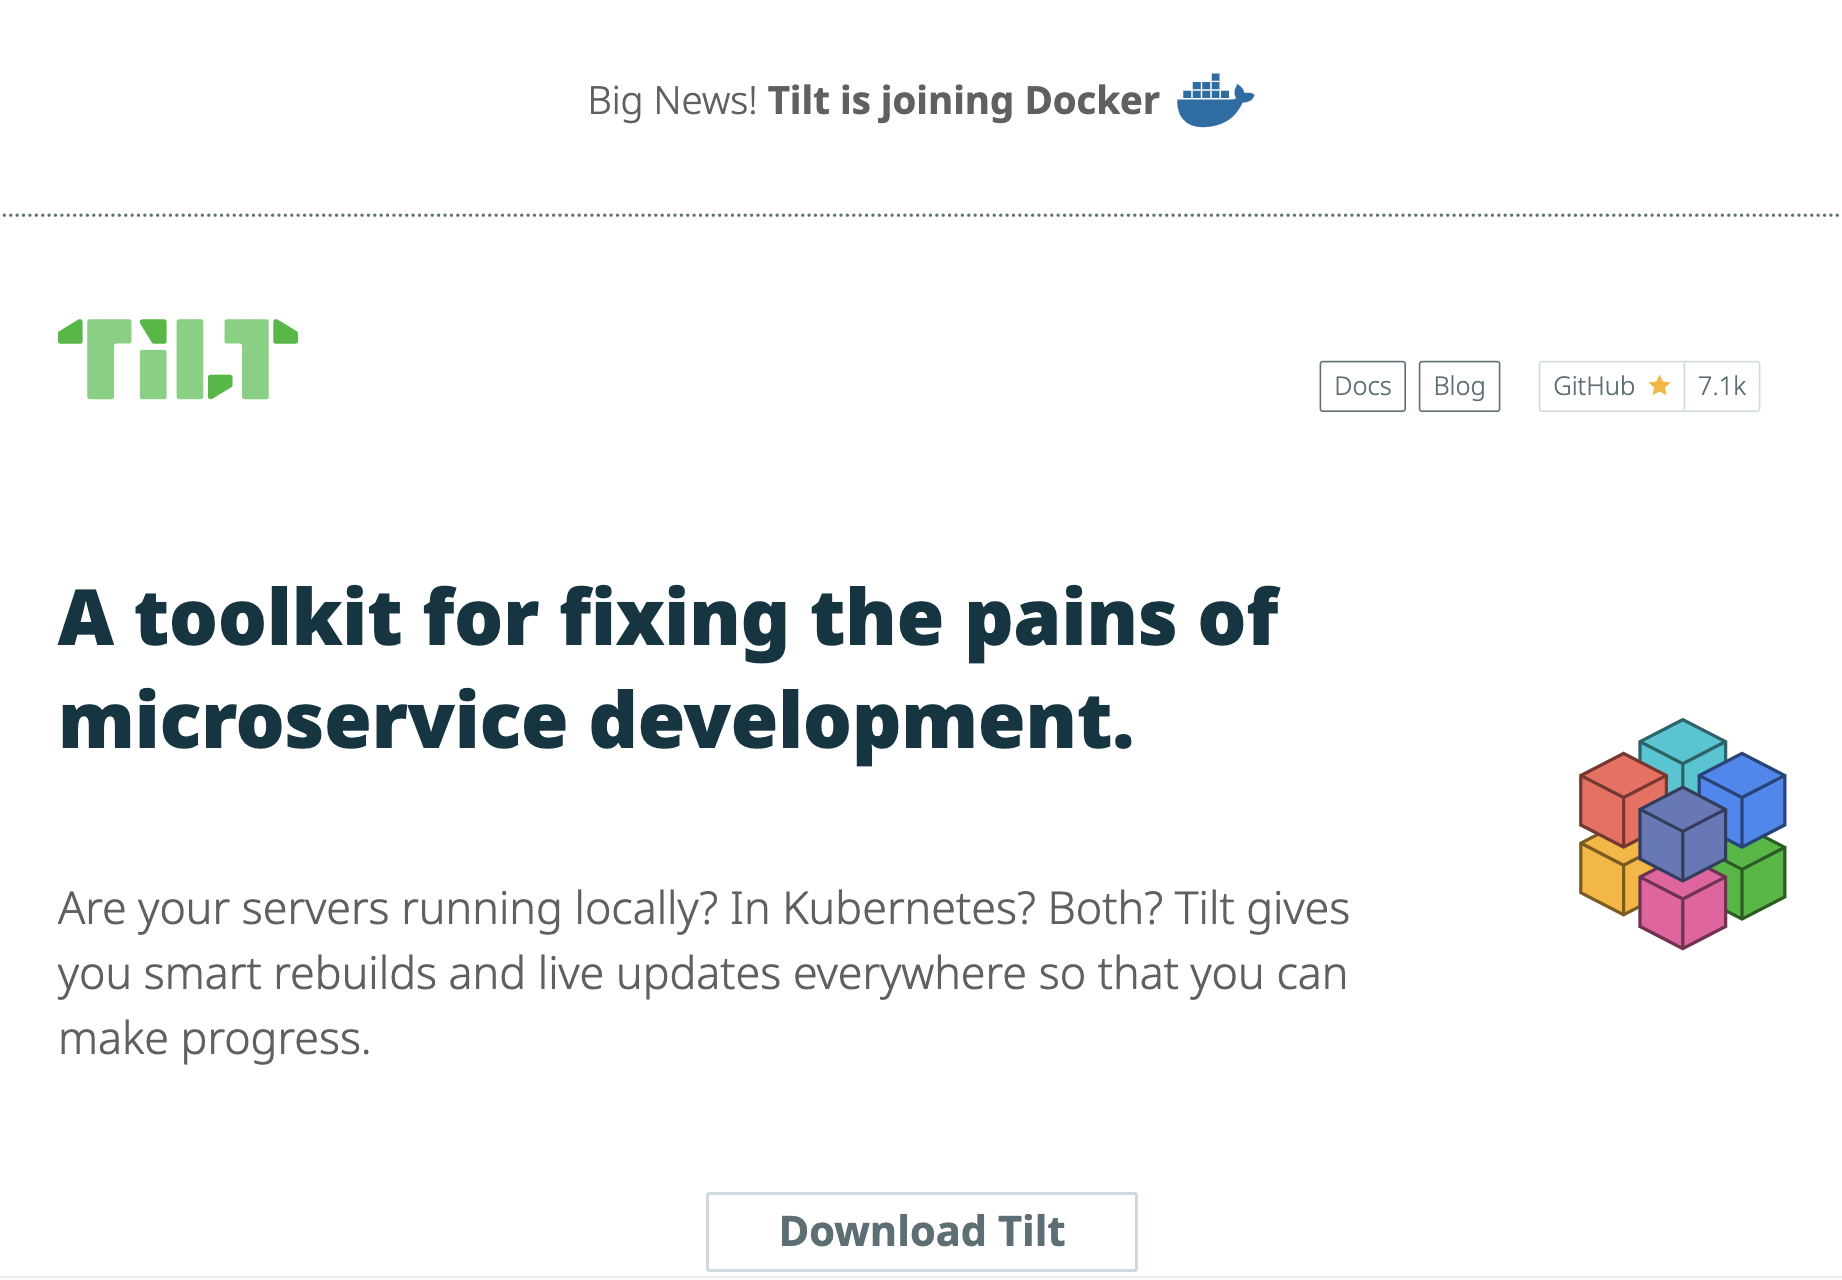 Big News! Tilt is joining Docker
TiLT
Docs
Blog
GitHub 7.1k
A toolkit for fixing the pains of
microservice development.
Are your servers running locally? In Kubernetes? Both? Tilt gives
you smart rebuilds and live updates everywhere so that you can
make progress.
Download Tilt